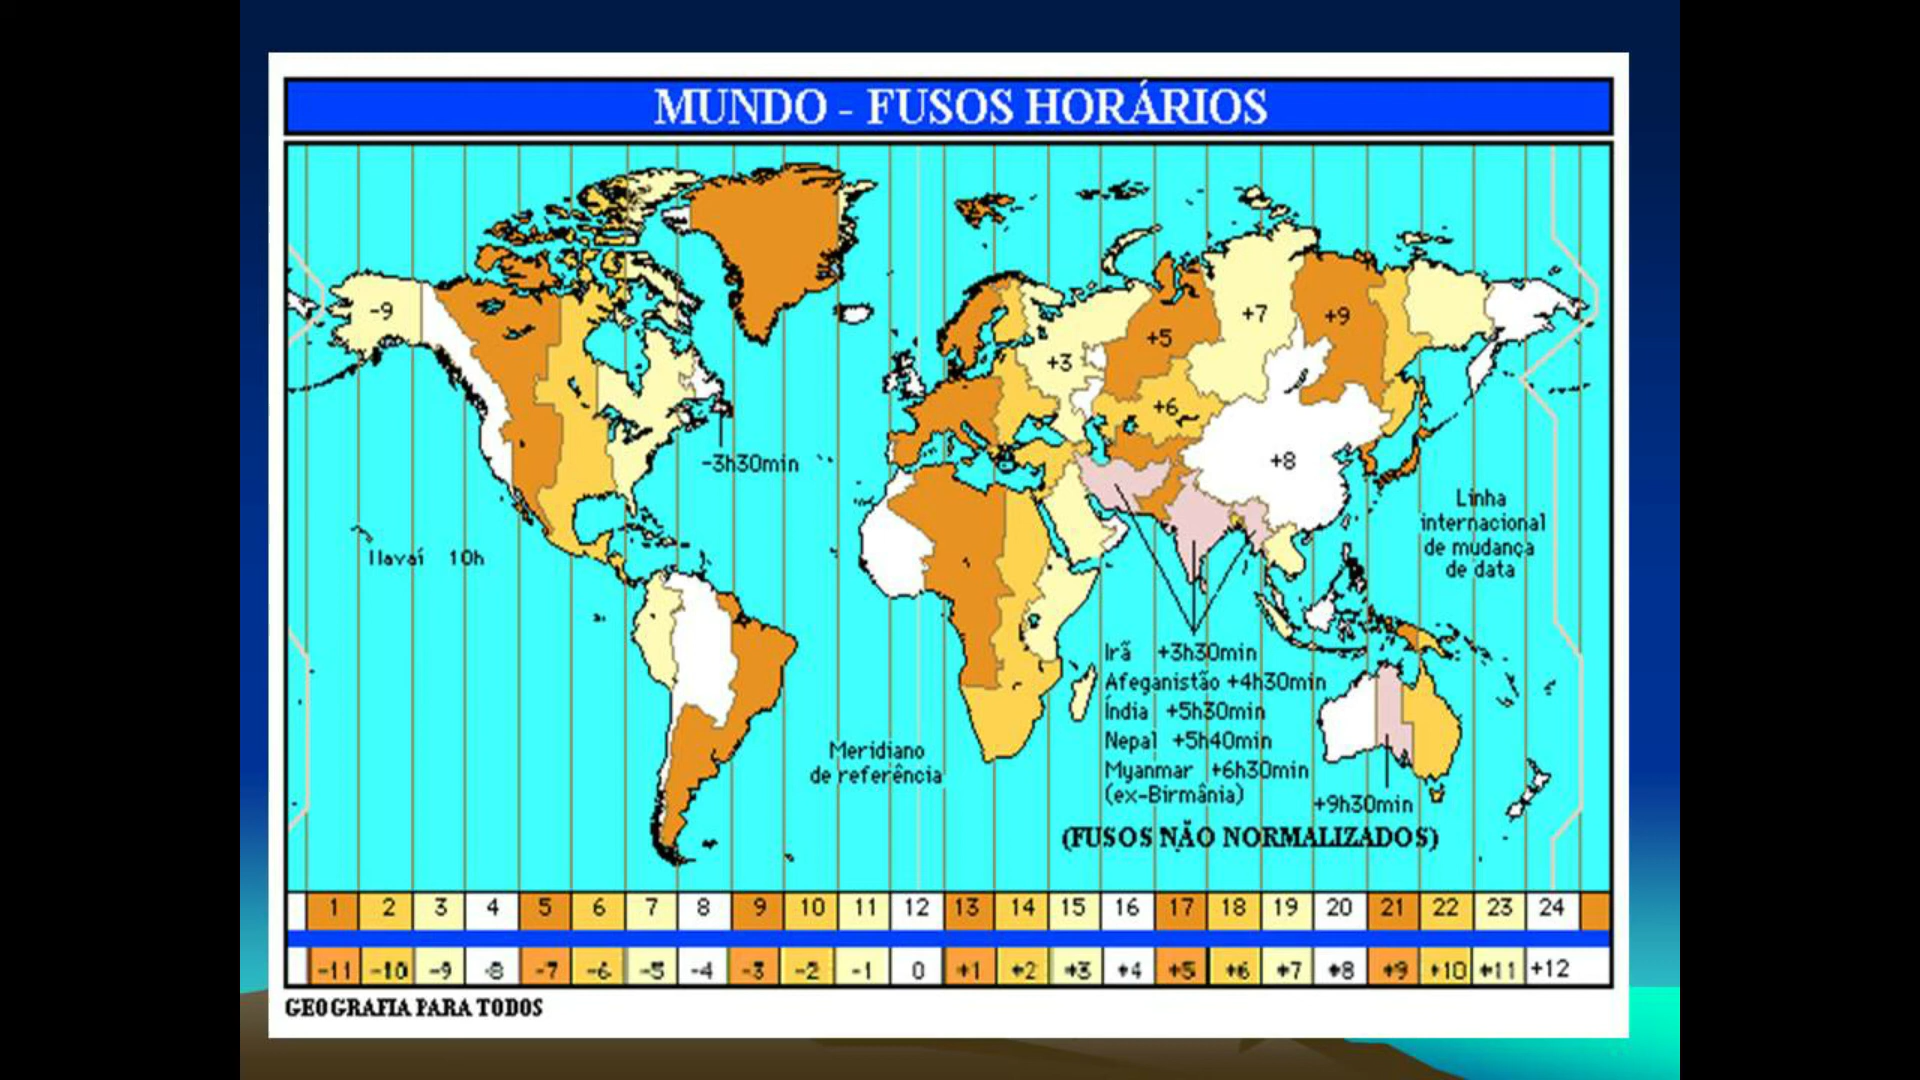 MUNDO - FUSOS HORÁRIOS
-9
+3
+5
+7
+9
+6
+8
-3h30min
Havaí 10h
Linha
internacional
de mudança
de data
Meridiano
de referência
Irã +3h30min
Afeganistão +4h30min
Índia +5h30min
Nepal +5h40min
Myanmar +6h30min
(ex-Birmânia)
+9h30min
(FUSOS NÃO NORMALIZADOS)
1 2 3 4 5 6 7 8 9 10 11 12 13 14 15 16 17 18 19 20 21 22 23 24
-11 -10 -9 -8 -7 -6 -5 -4 -3 -2 -1 0 +1 +2 +3 +4 +5 +6 +7 +8 +9 +10 +11 +12
GEOGRAFIA PARA TODOS